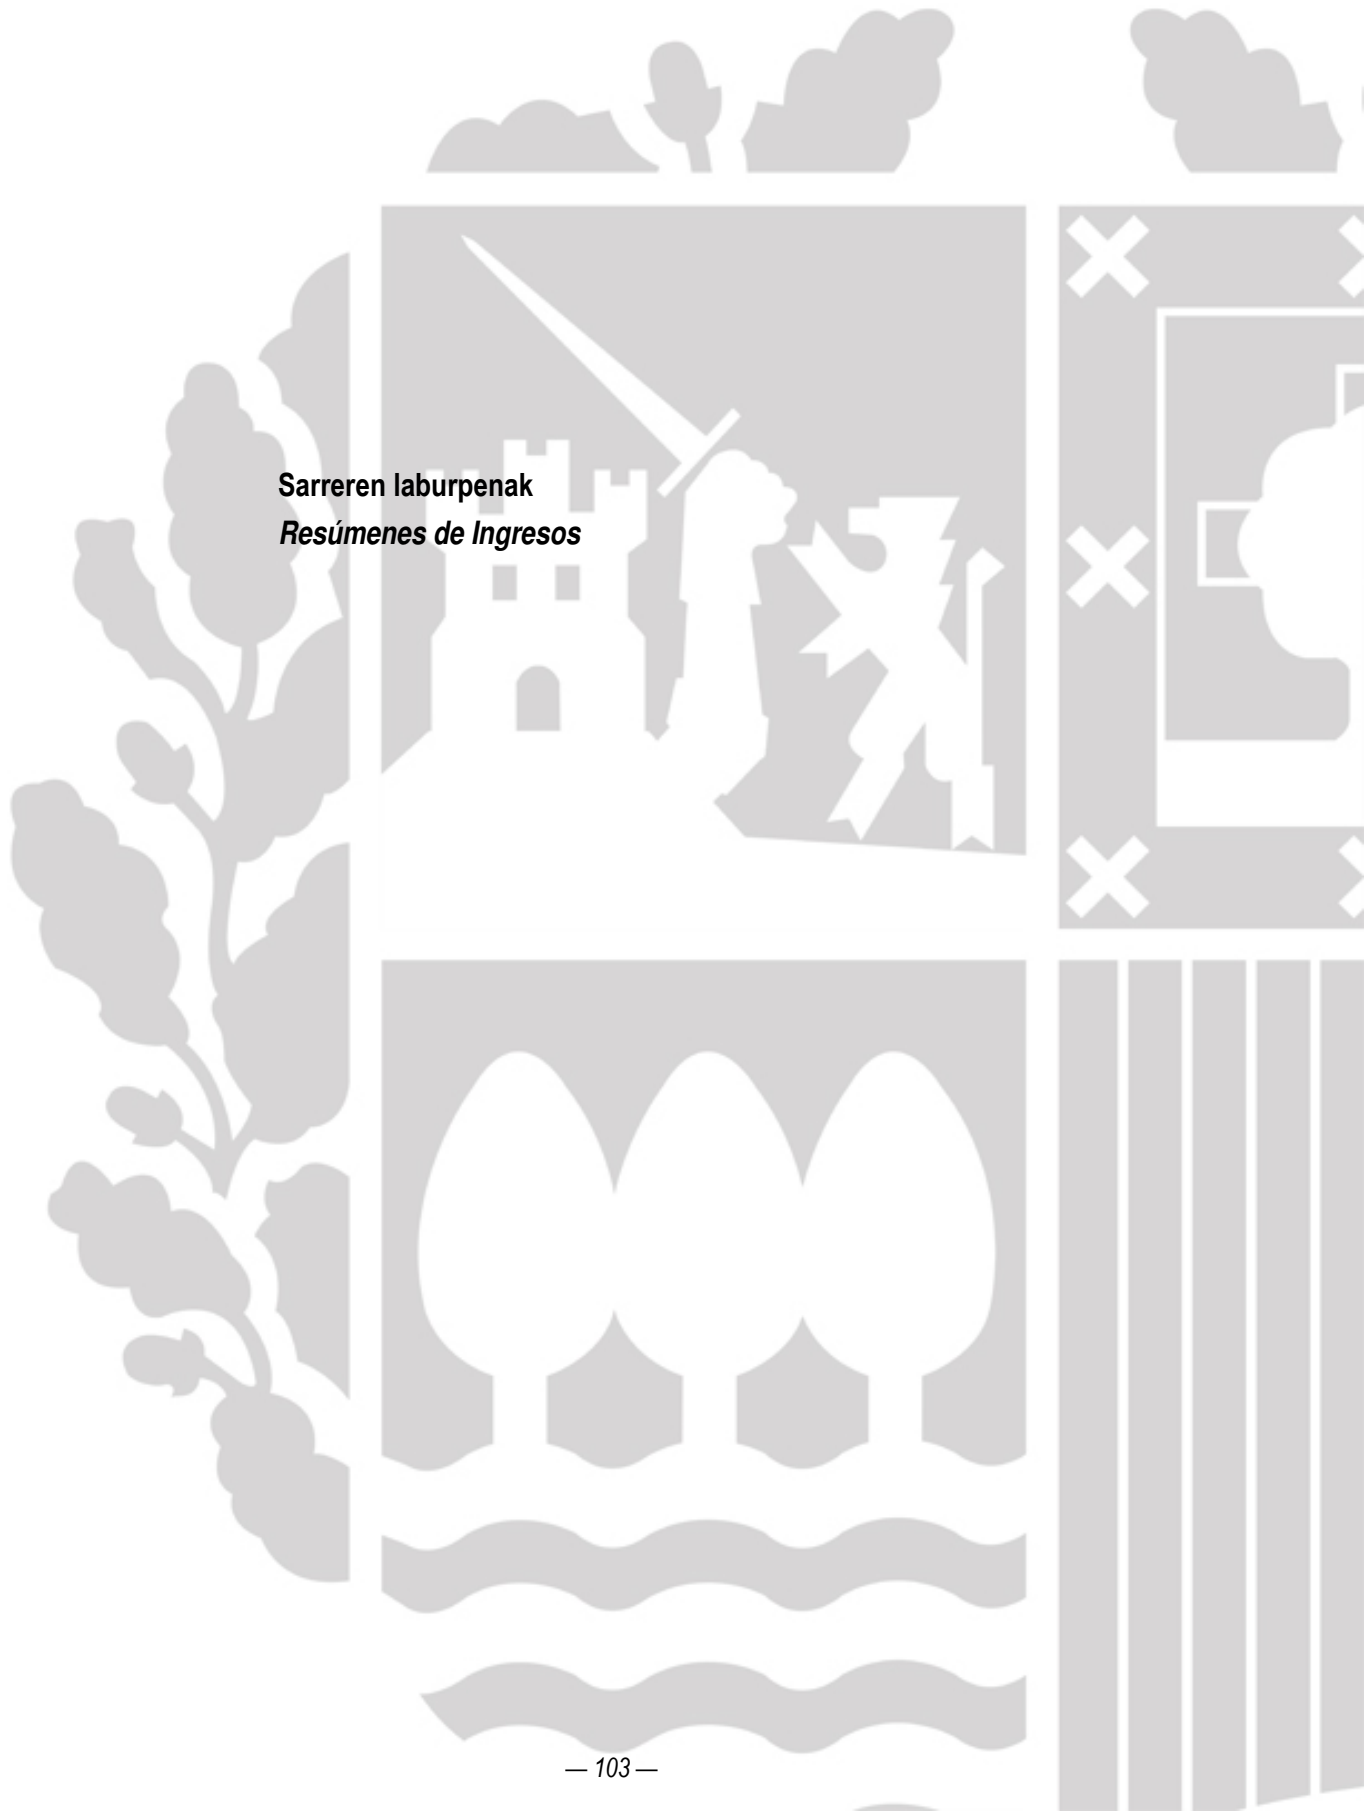 Sarreren laburpenak
Resúmenes de Ingresos
— 103 —